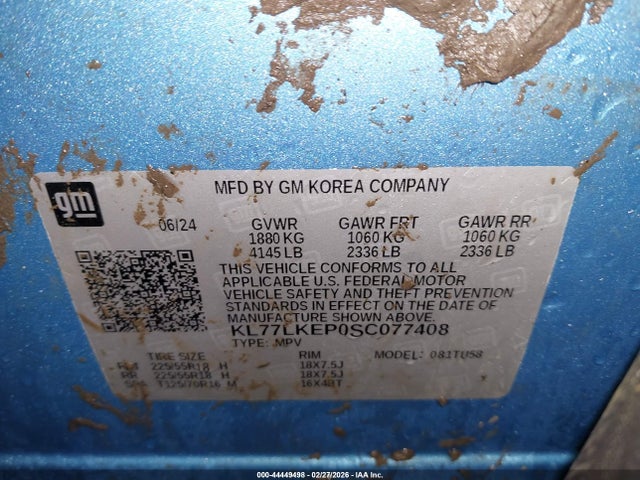 gm
MFD BY GM KOREA COMPANY
06/24 GVWR GAWR FRT GAWR RR
1880 KG 1060 KG 1060 KG
4145 LB 2336 LB 2336 LB
THIS VEHICLE CONFORMS TO ALL
APPLICABLE U.S. FEDERAL MOTOR
VEHICLE SAFETY AND THEFT PREVENTION
STANDARDS IN EFFECT ON THE DATE OF
MANUFACTURE SHOWN ABOVE.
KL77LKEP0SC077408
TYPE: MPV MODEL: 081TU58
TIRE SIZE RIM
225/55R18 H 18X7.5J
RR 225/55R18 H 18X7.5J
SPA T125/70R16 M 16X4BT
000-44449498 - 02/27/2026 - IAA Inc.